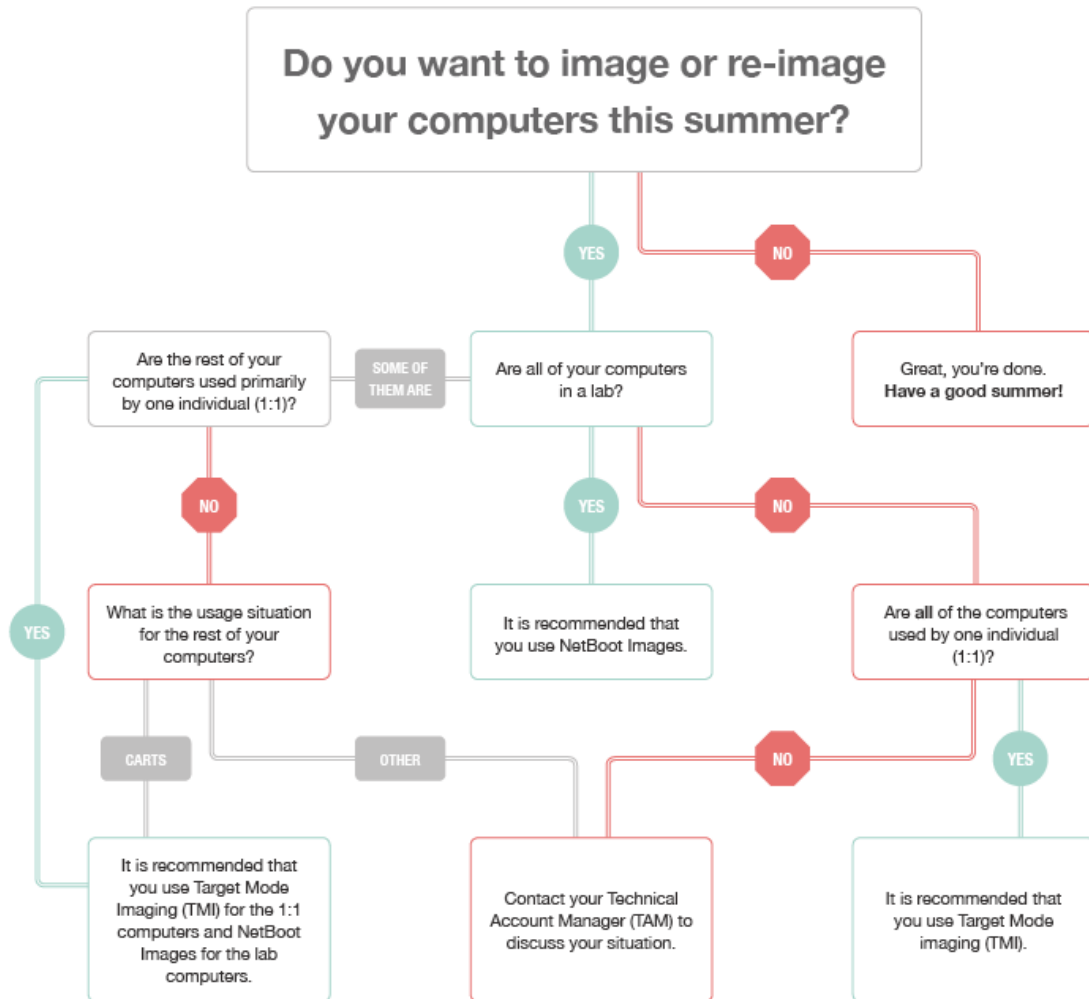 Do you want to image or re-image
your computers this summer?
YES
NO
Are the rest of your
computers used primarily
by one individual (1:1)?
SOME OF
THEM ARE
Are all of your computers
in a lab?
Great, you're done.
Have a good summer!
NO
YES
NO
YES
What is the usage situation
for the rest of your
computers?
It is recommended that
you use NetBoot Images.
Are all of the computers
used by one individual
(1:1)?
CARTS
OTHER
NO
YES
It is recommended that
you use Target Mode
Imaging (TMI) for the 1:1
computers and NetBoot
Images for the lab
computers.
Contact your Technical
Account Manager (TAM) to
discuss your situation.
It is recommended that
you use Target Mode
imaging (TMI).